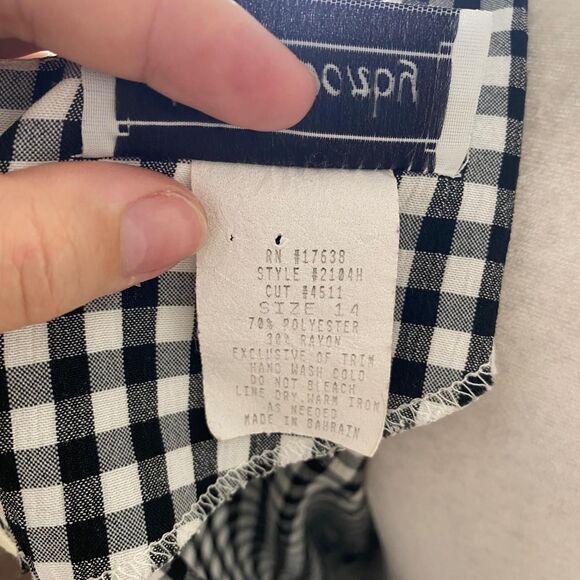 RN #17638
STYLE #2104H
CUT #4511
SIZE 14
70% POLYESTER
30% RAYON
EXCLUSIVE OF TRIM
HAND WASH COLD
DO NOT BLEACH
LINE DRY, WARM IRON
AS NEEDED
MADE IN BAHRAIN